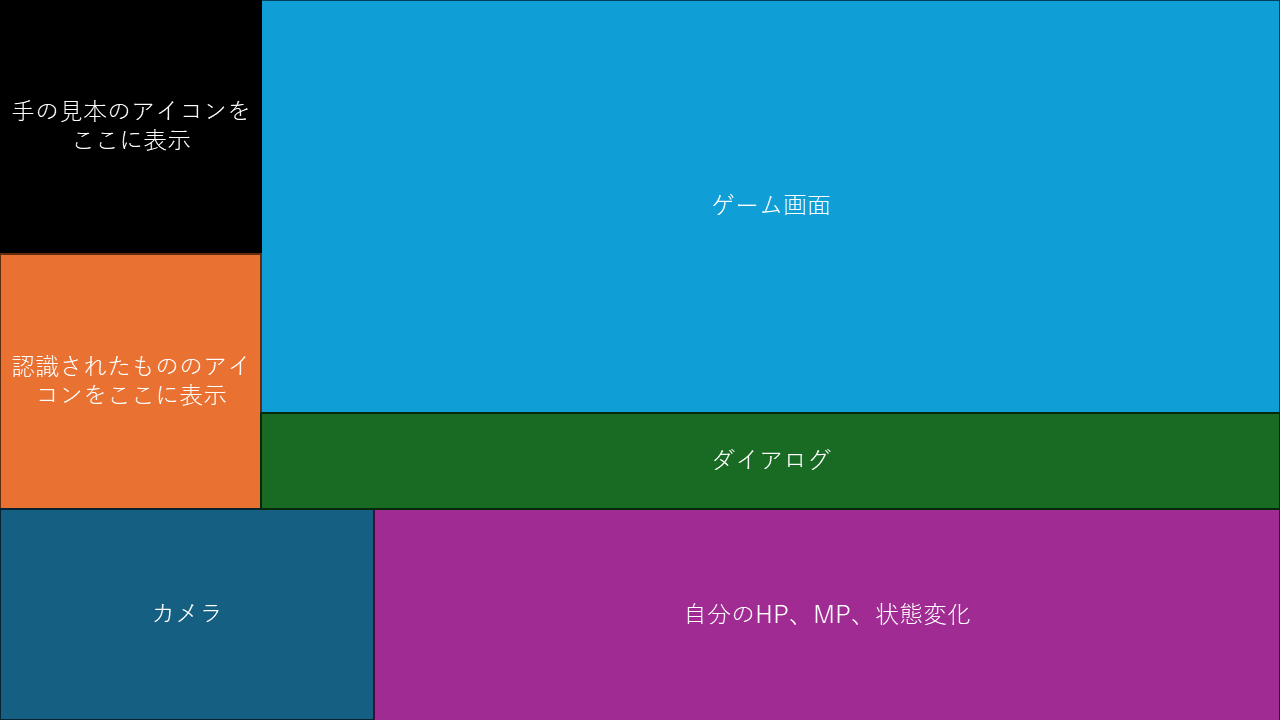 手の見本のアイコンを
ここに表示
ゲーム画面
認識されたもののアイ
コンをここに表示
ダイアログ
カメラ
自分のHP、MP、状態変化